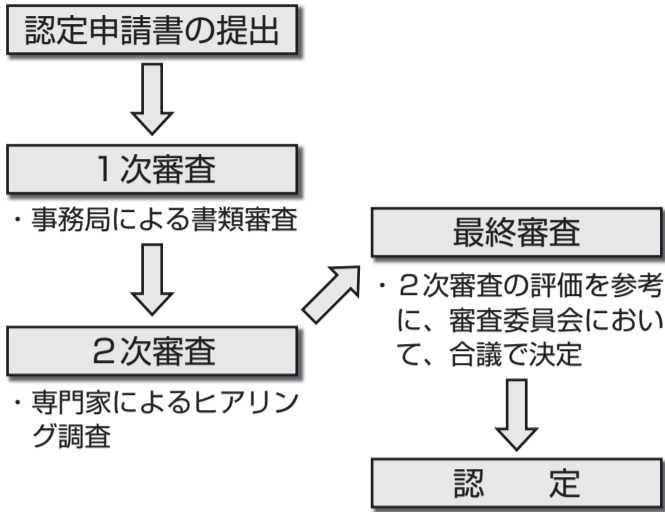 認定申請書の提出
１次審査
・事務局による書類審査
２次審査
・専門家によるヒアリン
グ調査
最終審査
・２次審査の評価を参考
に、審査委員会におい
て、合議で決定
認　定